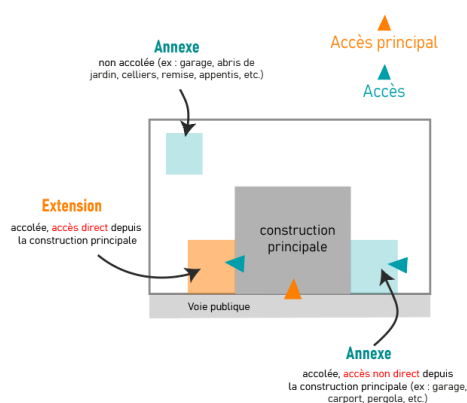 Accès principal
Accès
Annexe
non accolée (ex : garage, abris de
jardin, celliers, remise, appentis, etc.)
Extension
accolée, accès direct depuis
la construction principale
construction
principale
Voie publique
Annexe
accolée, accès non direct depuis
la construction principale (ex : garage,
carport, pergola, etc.)